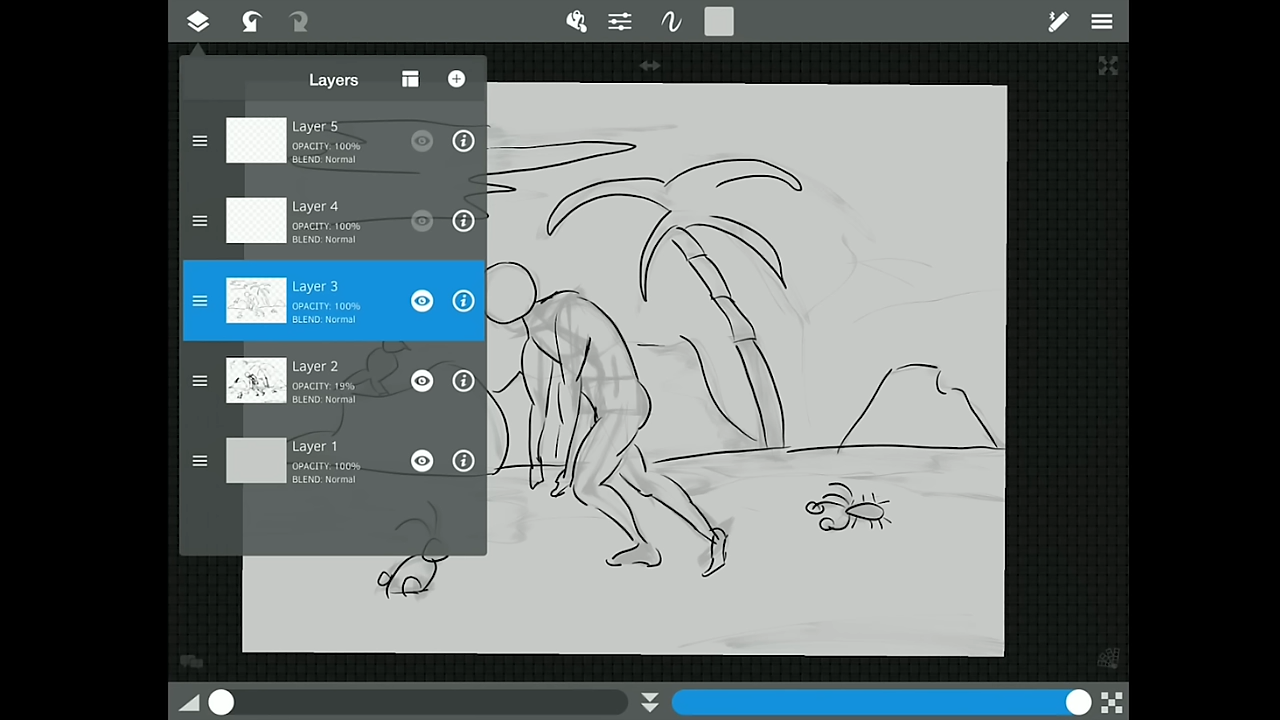 Layers
Layer 5
OPACITY: 100%
BLEND: Normal
Layer 4
OPACITY: 100%
BLEND: Normal
Layer 3
OPACITY: 100%
BLEND: Normal
Layer 2
OPACITY: 19%
BLEND: Normal
Layer 1
OPACITY: 100%
BLEND: Normal